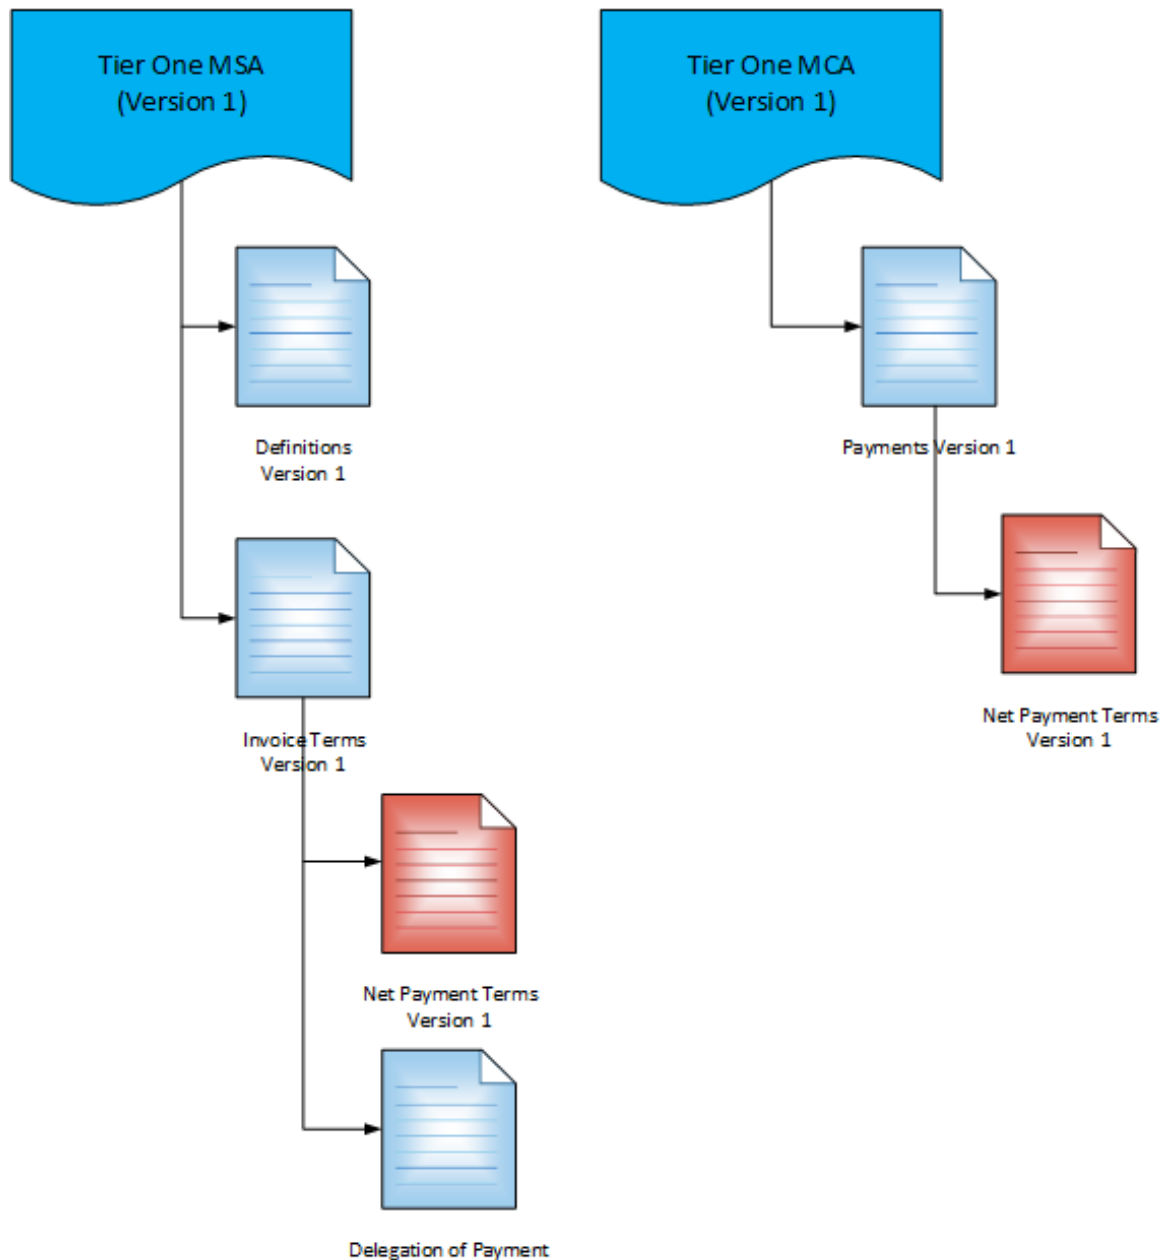 Tier One MSA
(Version 1)
Tier One MCA
(Version 1)
Definitions
Version 1
Payments Version 1
Invoice Terms
Version 1
Net Payment Terms
Version 1
Net Payment Terms
Version 1
Delegation of Payment